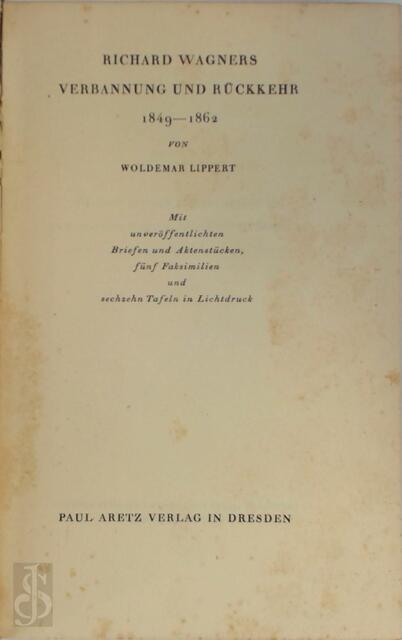 RICHARD WAGNERS
VERBANNUNG UND RÜCKKEHR
1849—1862
VON
WOLDEMAR LIPPERT
Mit
unveröffentlichten
Briefen und Aktenstücken,
fünf Faksimilien
und
sechzehn Tafeln in Lichtdruck
PAUL ARETZ VERLAG IN DRESDEN